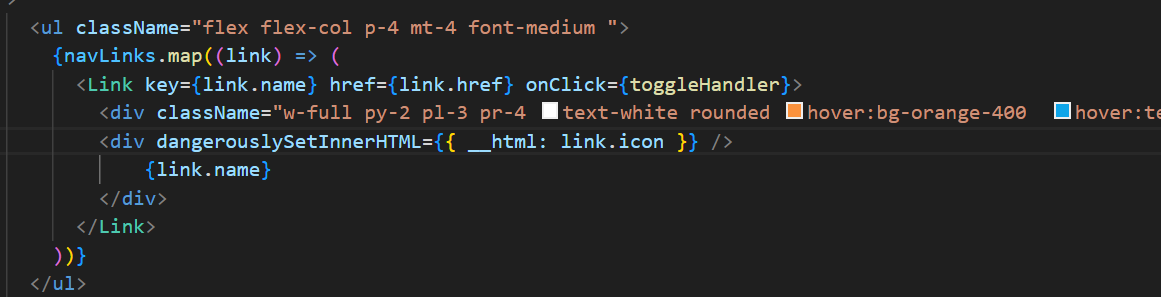 <ul className="flex flex-col p-4 mt-4 font-medium ">
{navLinks.map((link) => (
<Link key={link.name} href={link.href} onClick={toggleHandler}>
<div className="w-full py-2 pl-3 pr-4 text-white rounded hover:bg-orange-400 hover:te
<div dangerouslySetInnerHTML={{ __html: link.icon }} />
{link.name}
</div>
</Link>
))}
</ul>